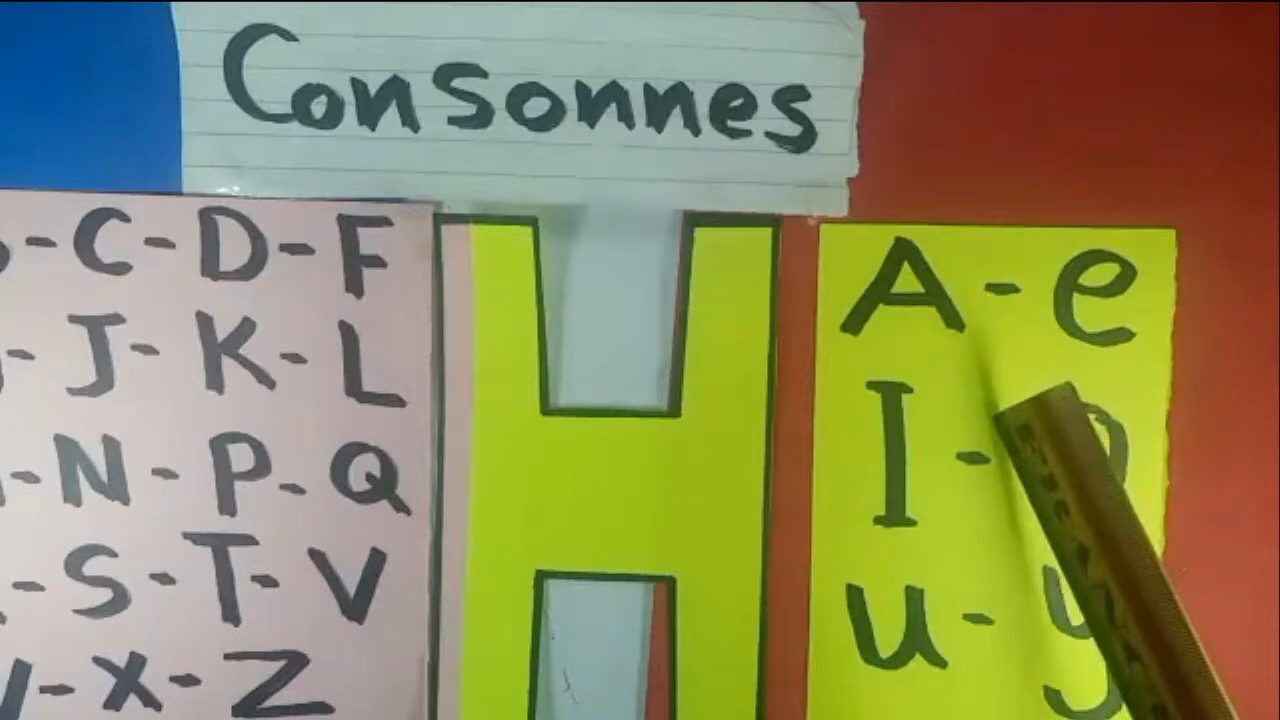 Consonnes
- C - D - F
- J - K - L
- N - P - Q
- S - T - V
- X - Z
H
A - e
I -
u - y